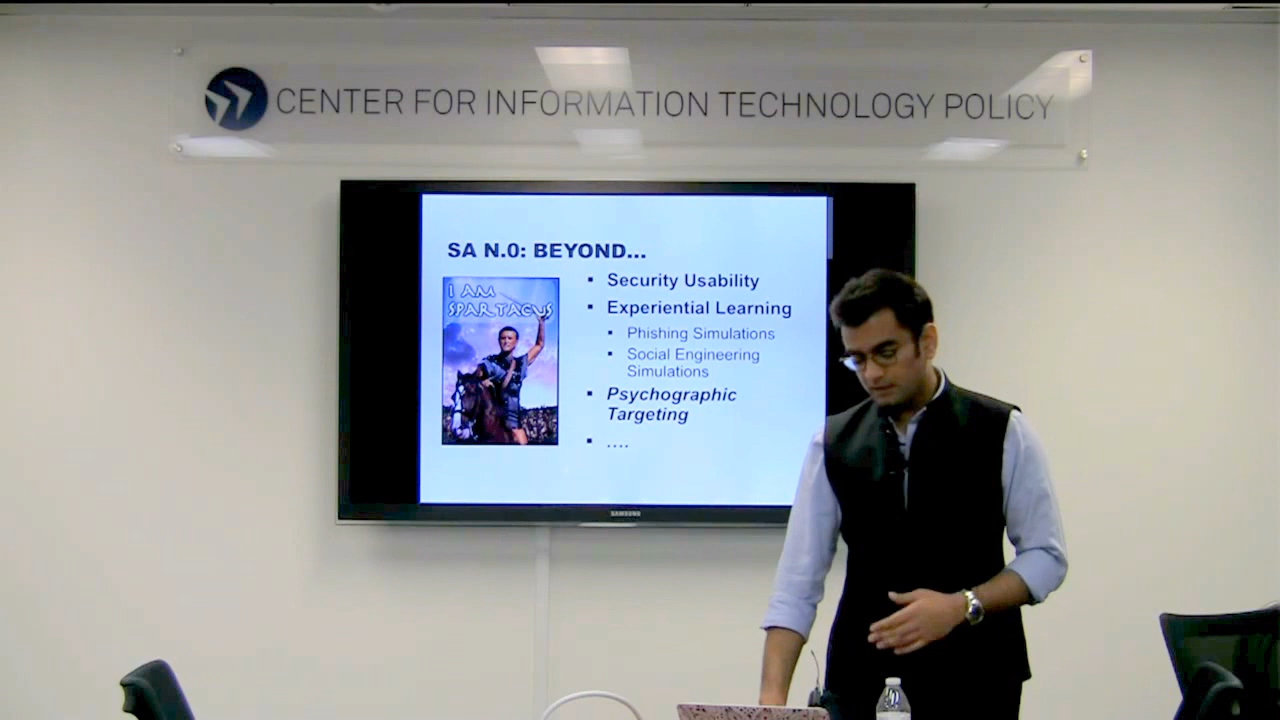 CENTER FOR INFORMATION TECHNOLOGY POLICY
SA N.0: BEYOND...
I AM
SPARTACUS
▪ Security Usability
▪ Experiential Learning
▪ Phishing Simulations
▪ Social Engineering
Simulations
▪ Psychographic
Targeting
▪ ....
SAMSUNG